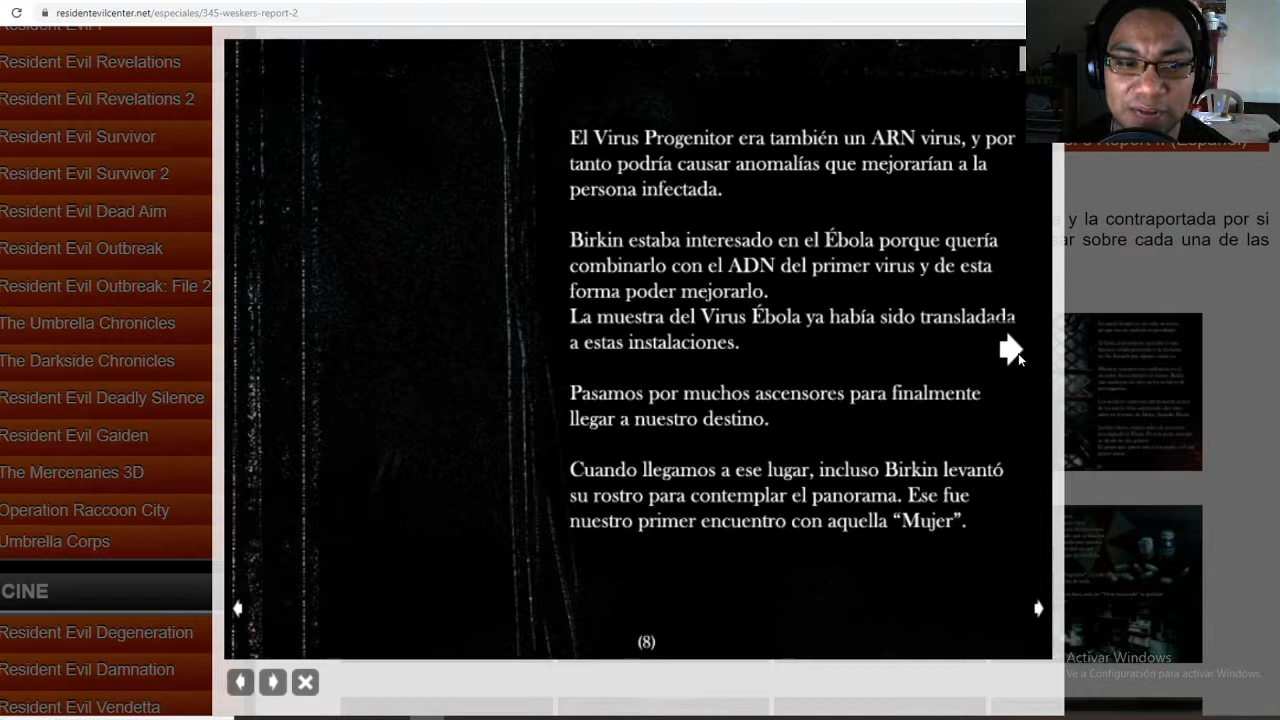 residentevilcenter.net/especiales/345-weskers-report-2
Resident Evil Revelations
Resident Evil Revelations 2
Resident Evil Survivor
Resident Evil Survivor 2
Resident Evil Dead Aim
Resident Evil Outbreak
Resident Evil Outbreak: File 2
The Umbrella Chronicles
The Darkside Chronicles
Resident Evil Deadly Silence
Resident Evil Gaiden
The Mercenaries 3D
Operation Raccoon City
Umbrella Corps
CINE
Resident Evil Degeneration
Resident Evil Damnation
Resident Evil Vendetta
El Virus Progenitor era también un ARN virus, y por
tanto podría causar anomalías que mejorarían a la
persona infectada.
Birkin estaba interesado en el Ébola porque quería
combinarlo con el ADN del primer virus y de esta
forma poder mejorarlo.
La muestra del Virus Ébola ya había sido transladada
a estas instalaciones.
Pasamos por muchos ascensores para finalmente
llegar a nuestro destino.
Cuando llegamos a ese lugar, incluso Birkin levantó
su rostro para contemplar el panorama. Ese fue
nuestro primer encuentro con aquella “Mujer”.
(8)
y la contraportada por si
sobre cada una de las
Activar Windows
Ve a Configuración para activar Windows.